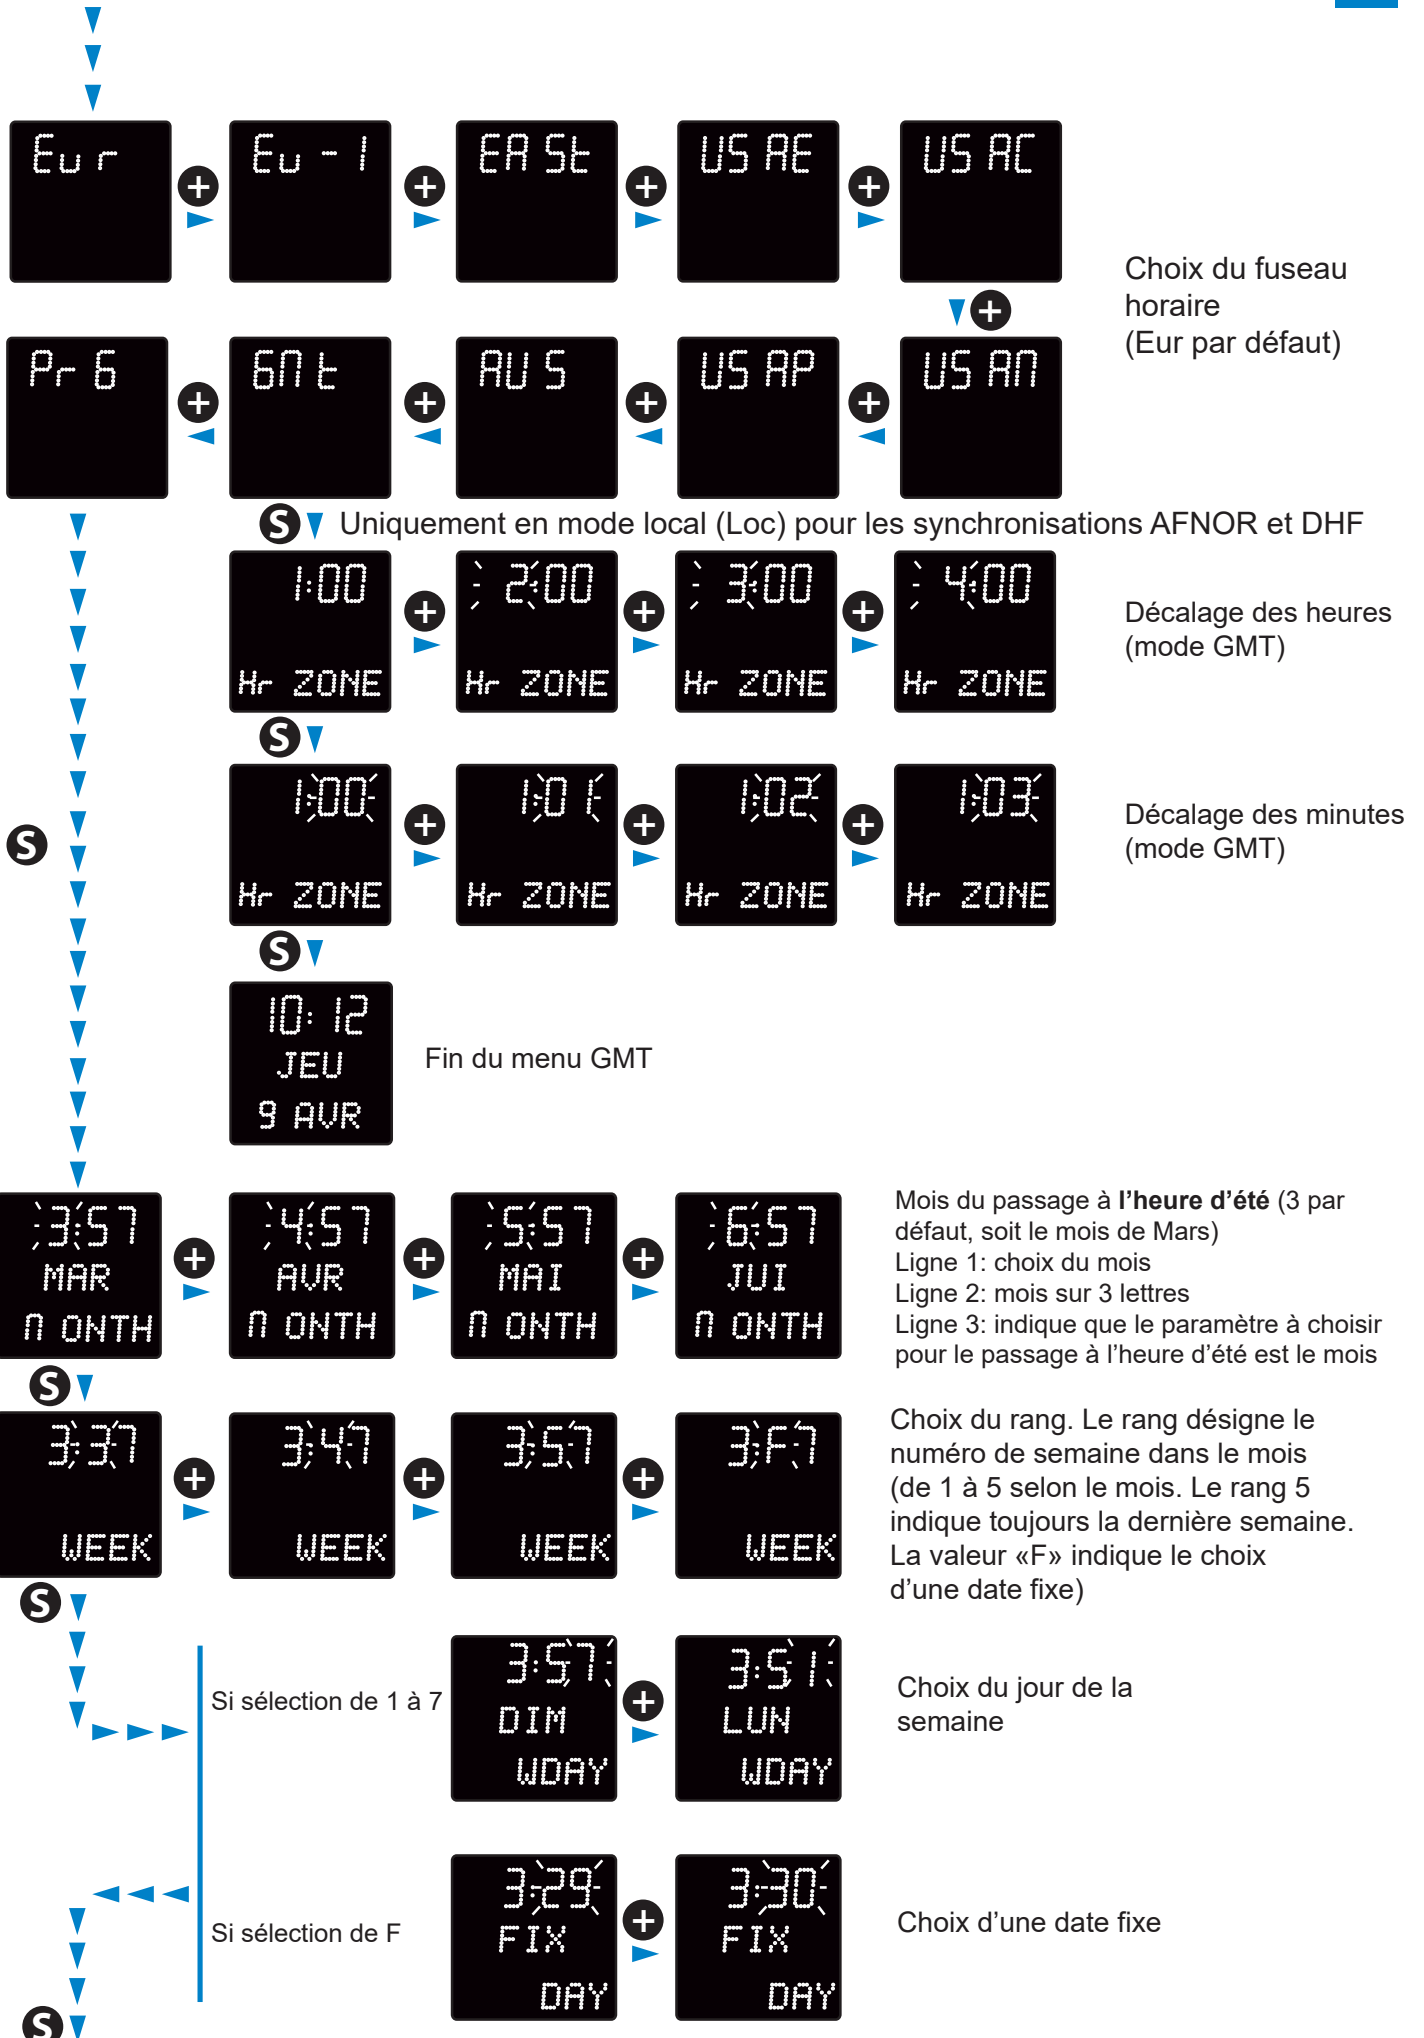 Eur + Eu -1 + EA St + US AE + US AC
Choix du fuseau
horaire
(Eur par défaut)
+
Pr G + GM t + AU S + US AP + US AM
S Uniquement en mode local (Loc) pour les synchronisations AFNOR et DHF
1:00 + 2:00 + 3:00 + 4:00
Hr ZONE Hr ZONE Hr ZONE Hr ZONE
Décalage des heures
(mode GMT)
S
1:00 + 1:01 + 1:02 + 1:03
Hr ZONE Hr ZONE Hr ZONE Hr ZONE
Décalage des minutes
(mode GMT)
S
S
10:12
JEU
9 AVR
Fin du menu GMT
3:57 + 4:57 + 5:57 + 6:57
MAR AVR MAI JUI
M ONTH M ONTH M ONTH M ONTH
Mois du passage à l’heure d’été (3 par
défaut, soit le mois de Mars)
Ligne 1: choix du mois
Ligne 2: mois sur 3 lettres
Ligne 3: indique que le paramètre à choisir
pour le passage à l’heure d’été est le mois
S
3:37 + 3:47 + 3:57 + 3:F7
WEEK WEEK WEEK WEEK
Choix du rang. Le rang désigne le
numéro de semaine dans le mois
(de 1 à 5 selon le mois. Le rang 5
indique toujours la dernière semaine.
La valeur «F» indique le choix
d’une date fixe)
S
Si sélection de 1 à 7
3:57 + 3:51
DIM LUN
WDAY WDAY
Choix du jour de la
semaine
Si sélection de F
3:29 + 3:30
FIX FIX
DAY DAY
Choix d’une date fixe
S